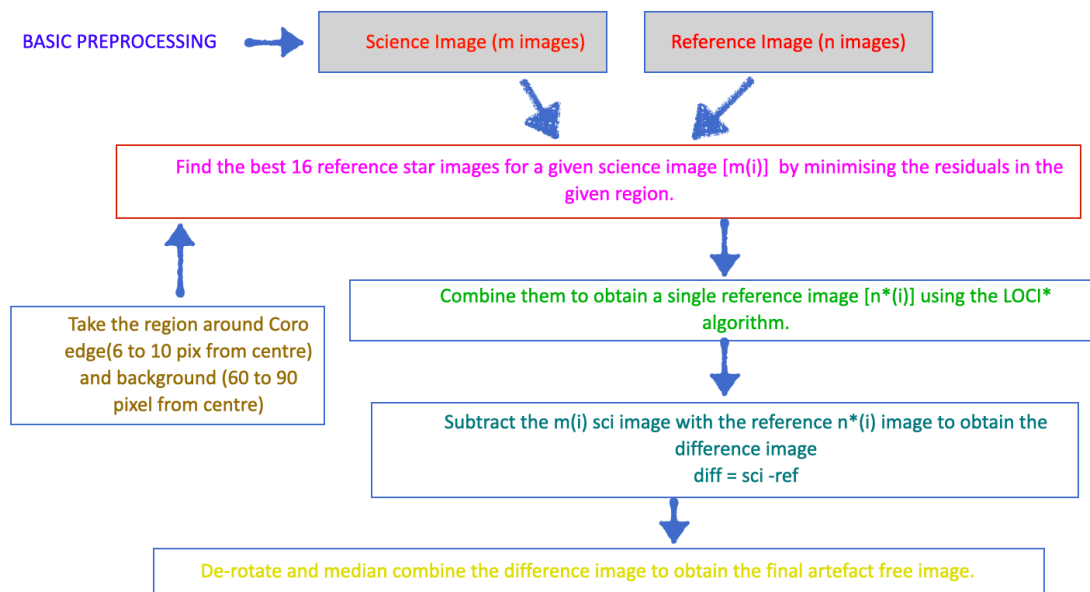 BASIC PREPROCESSING
Science Image (m images)
Reference Image (n images)
Find the best 16 reference star images for a given science image [m(i)]  by minimising the residuals in the
given region.
Take the region around Coro
edge(6 to 10 pix from centre)
and background (60 to 90
pixel from centre)
Combine them to obtain a single reference image [n*(i)] using the LOCI*
algorithm.
Subtract the m(i) sci image with the reference n*(i) image to obtain the
difference image
diff = sci -ref
De-rotate and median combine the difference image to obtain the final artefact free image.